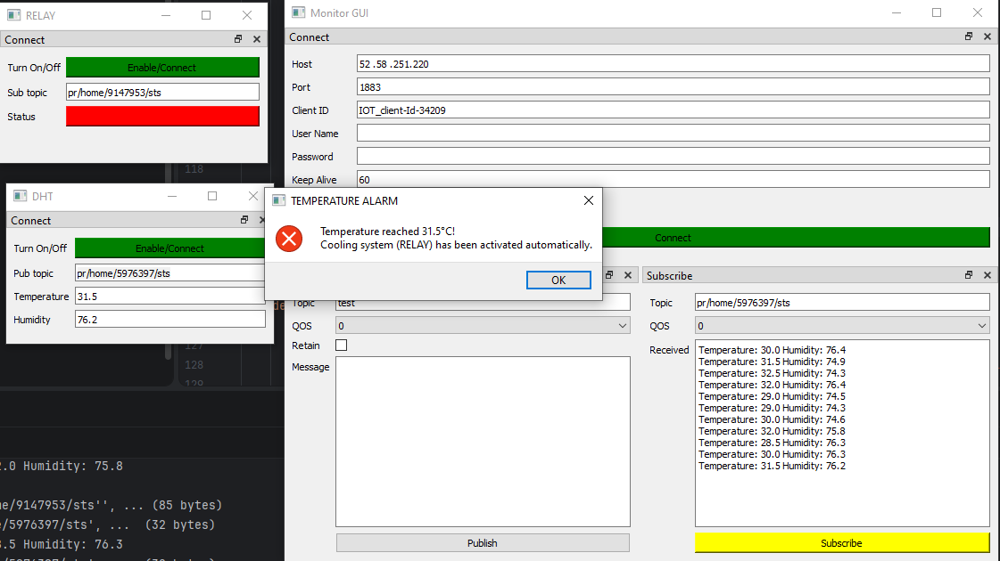 RELAY
Connect
Turn On/Off Enable/Connect
Sub topic pr/home/9147953/sts
Status
118
DHT
Connect
Turn On/Off Enable/Connect
Pub topic pr/home/5976397/sts
Temperature 31.5
Humidity 76.2
127
128
129
2.0 Humidity: 75.8
me/9147953/sts'', ... (85 bytes)
e/5976397/sts', ... (32 bytes)
8.5 Humidity: 76.3
Monitor GUI
Connect
Host 52 .58 .251.220
Port 1883
Client ID IOT_client-Id-34209
User Name
Password
Keep Alive 60
Connect
TEMPERATURE ALARM
Temperature reached 31.5°C!
Cooling system (RELAY) has been activated automatically.
OK
Topic test
QOS 0
Retain
Message
Publish
Subscribe
Topic pr/home/5976397/sts
QOS 0
Received
Temperature: 30.0 Humidity: 76.4
Temperature: 31.5 Humidity: 74.9
Temperature: 32.5 Humidity: 74.3
Temperature: 32.0 Humidity: 76.4
Temperature: 29.0 Humidity: 74.5
Temperature: 29.0 Humidity: 74.3
Temperature: 30.0 Humidity: 74.6
Temperature: 32.0 Humidity: 75.8
Temperature: 28.5 Humidity: 76.3
Temperature: 30.0 Humidity: 76.3
Temperature: 31.5 Humidity: 76.2
Subscribe